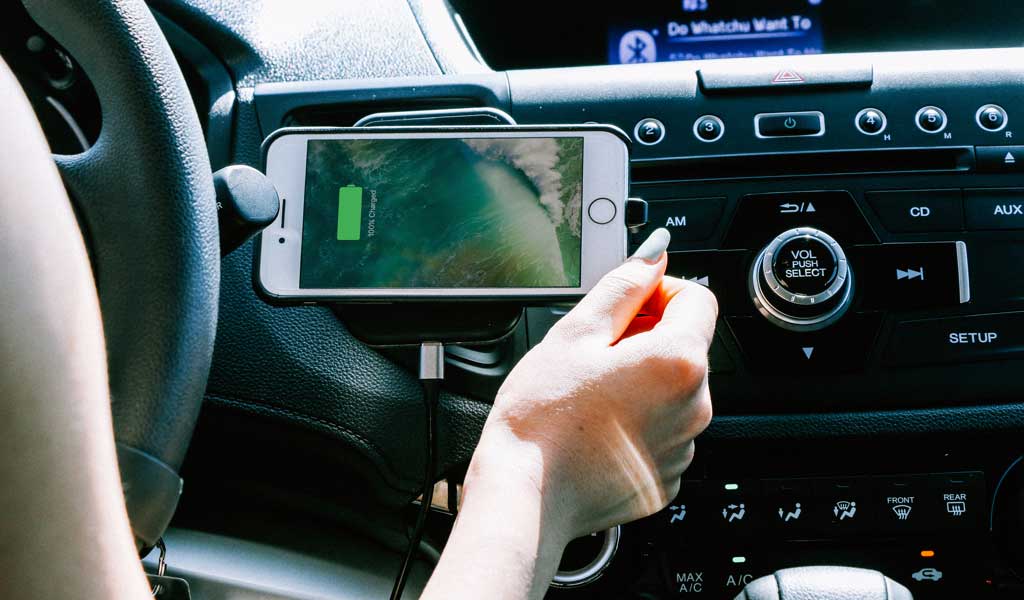 Do Whatchu Want To
100% Charged
2
3
4
H
5
M
6
R
AM
CD
AUX
VOL
PUSH
SELECT
SETUP
FRONT
REAR
MAX
A/C
A/C